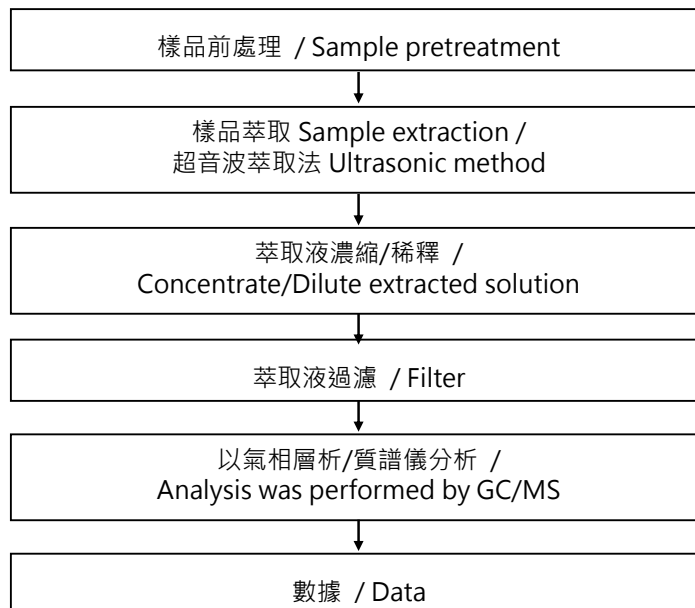 樣品前處理 / Sample pretreatment
樣品萃取 Sample extraction /
超音波萃取法 Ultrasonic method
萃取液濃縮/稀釋 /
Concentrate/Dilute extracted solution
萃取液過濾 / Filter
以氣相層析/質譜儀分析 /
Analysis was performed by GC/MS
數據 / Data